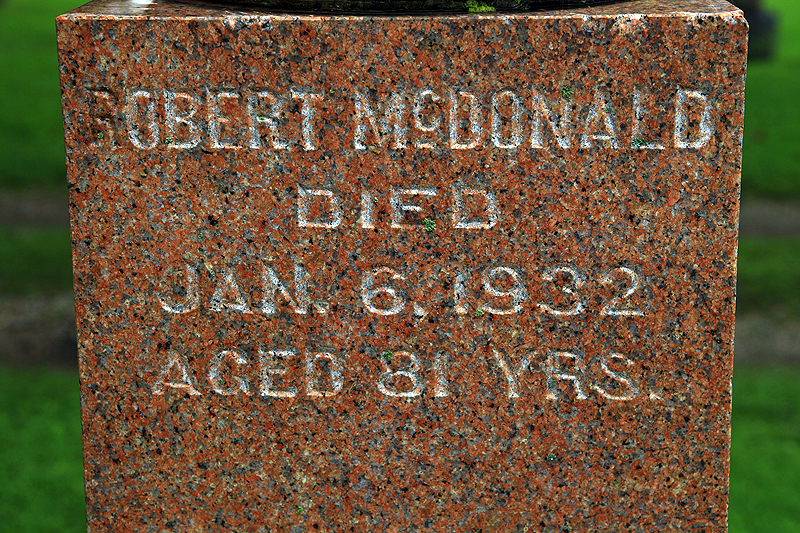 ROBERT McDONALD
DIED
JAN. 6, 1932
AGED 81 YRS.